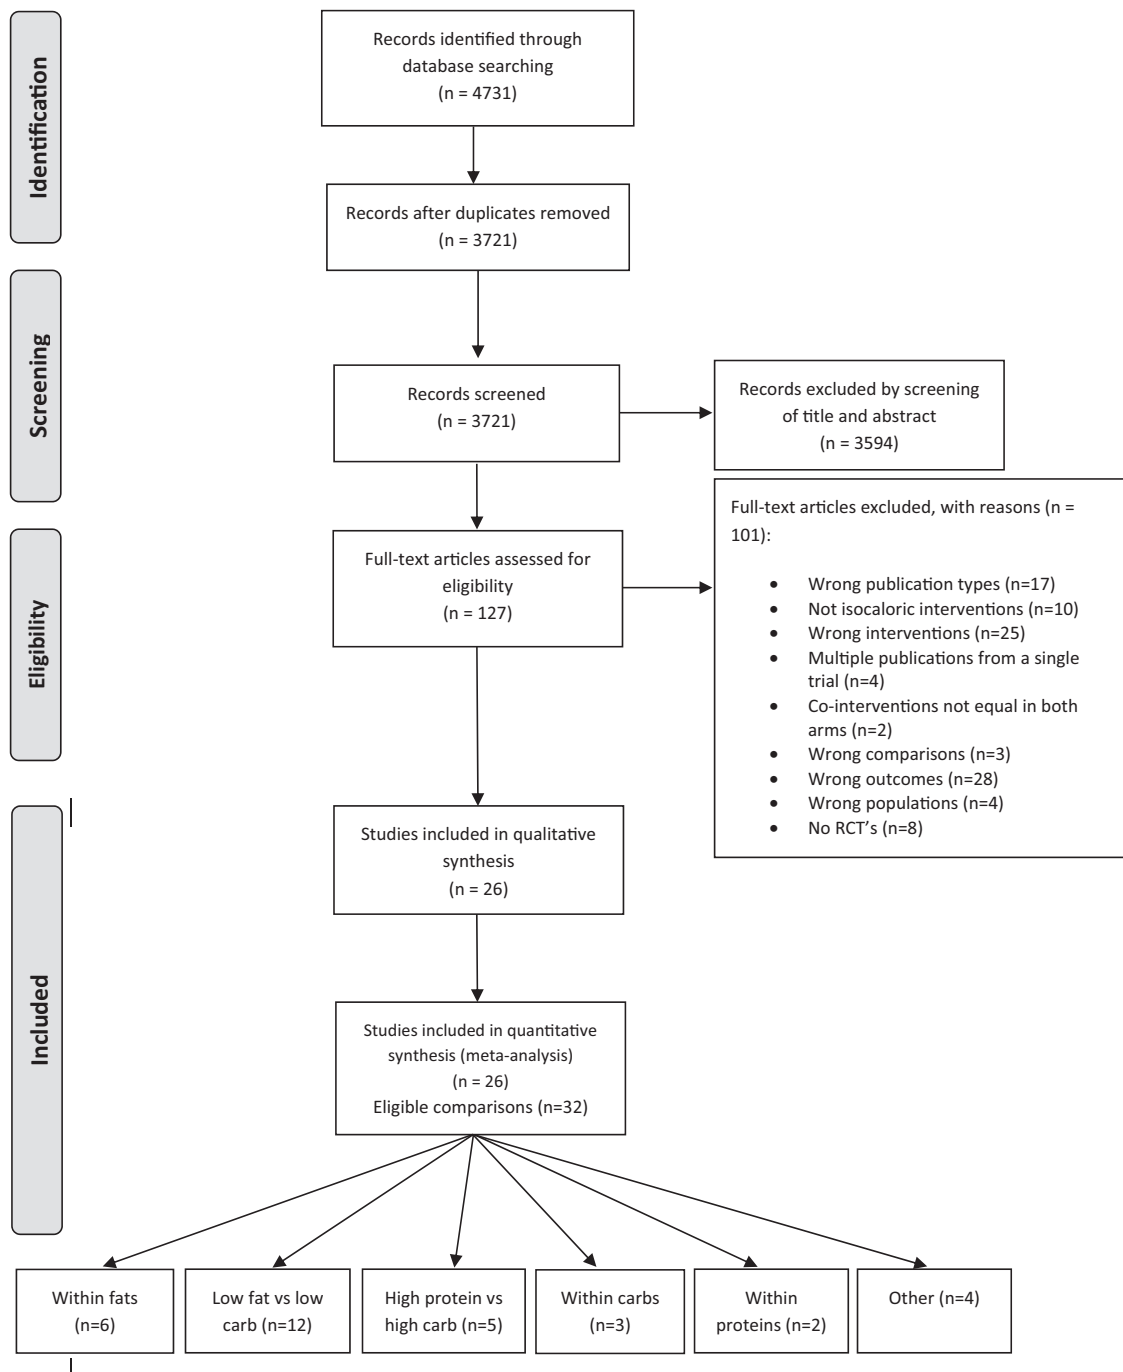 Identification
Records identified through
database searching
(n = 4731)
Records after duplicates removed
(n = 3721)
Screening
Records screened
(n = 3721)
Records excluded by screening
of title and abstract
(n = 3594)
Eligibility
Full-text articles assessed for
eligibility
(n = 127)
Full-text articles excluded, with reasons (n =
101):
• Wrong publication types (n=17)
• Not isocaloric interventions (n=10)
• Wrong interventions (n=25)
• Multiple publications from a single
trial (n=4)
• Co-interventions not equal in both
arms (n=2)
• Wrong comparisons (n=3)
• Wrong outcomes (n=28)
• Wrong populations (n=4)
• No RCT's (n=8)
Included
Studies included in qualitative
synthesis
(n = 26)
Studies included in quantitative
synthesis (meta-analysis)
(n = 26)
Eligible comparisons (n=32)
Within fats
(n=6)
Low fat vs low
carb (n=12)
High protein vs
high carb (n=5)
Within carbs
(n=3)
Within
proteins (n=2)
Other (n=4)